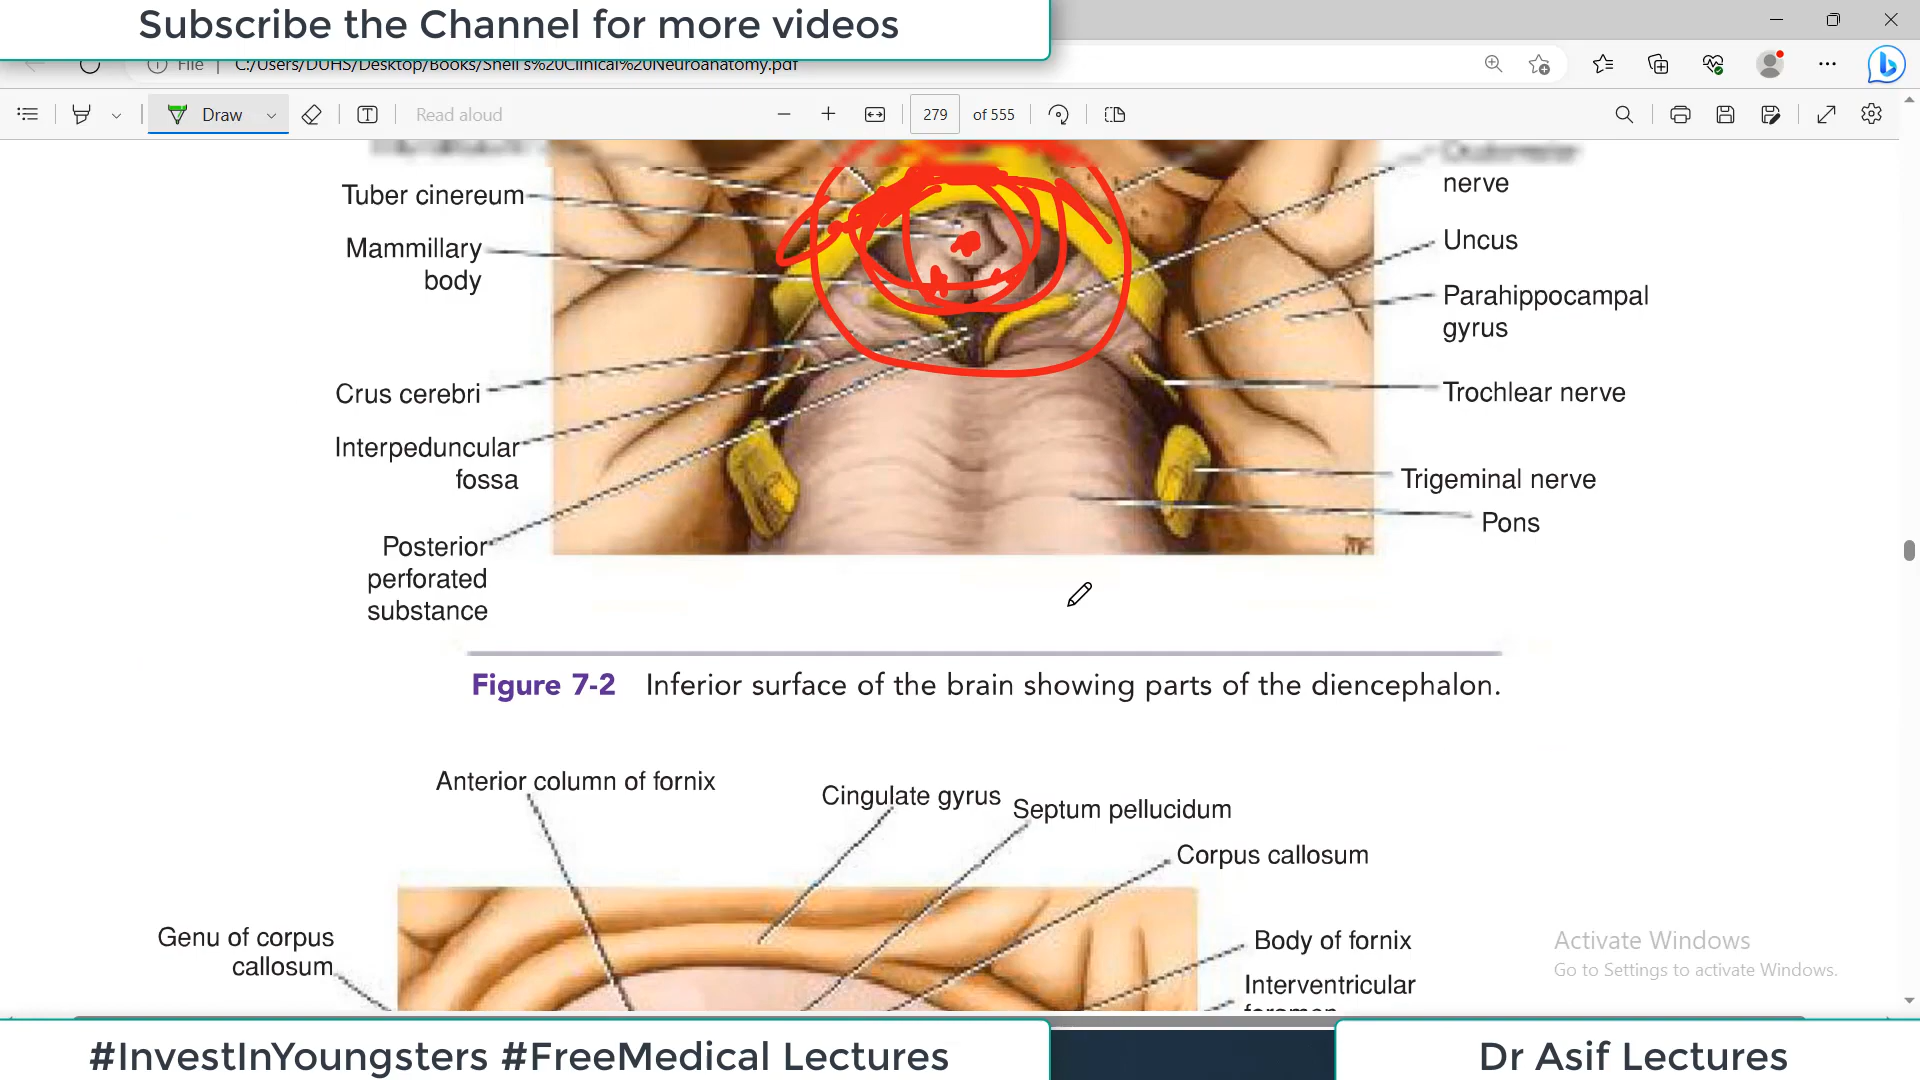 Subscribe the Channel for more videos
File
C:/Users/DUHS/Desktop/Books/Snell's%20Clinical%20Neuroanatomy.pdf
Draw
Read aloud
279
of 555
Tuber cinereum
Mammillary
body
Crus cerebri
Interpeduncular
fossa
Posterior
perforated
substance
nerve
Uncus
Parahippocampal
gyrus
Trochlear nerve
Trigeminal nerve
Pons
Figure 7-2 Inferior surface of the brain showing parts of the diencephalon.
Anterior column of fornix
Cingulate gyrus
Septum pellucidum
Corpus callosum
Genu of corpus
callosum
Body of fornix
Interventricular
foramen
Activate Windows
Go to Settings to activate Windows.
#InvestInYoungsters #FreeMedical Lectures
Dr Asif Lectures